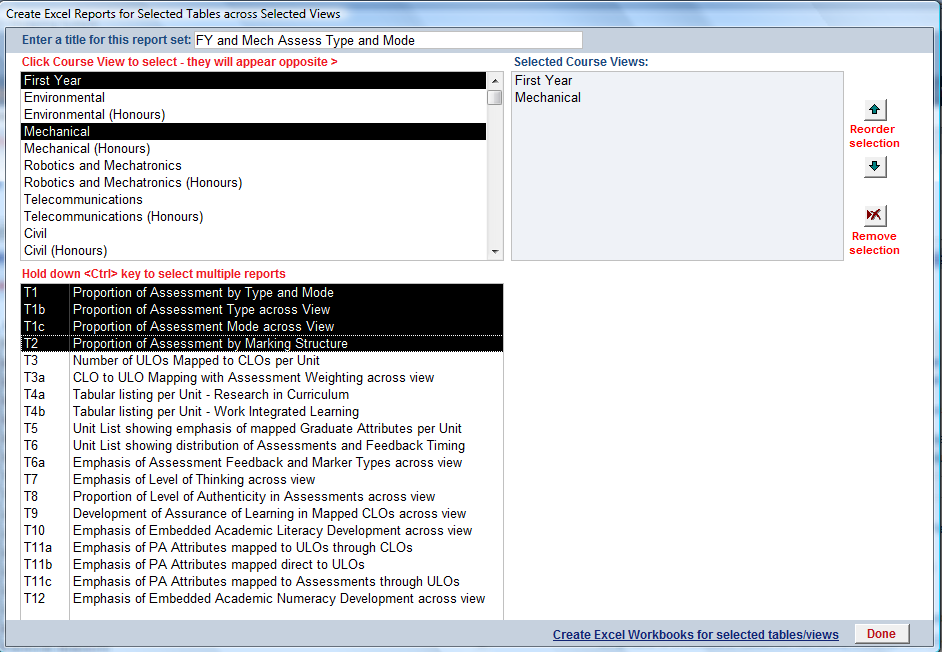 Create Excel Reports for Selected Tables across Selected Views
Enter a title for this report set: FY and Mech Assess Type and Mode
Click Course View to select - they will appear opposite >
First Year
Environmental
Environmental (Honours)
Mechanical
Mechanical (Honours)
Robotics and Mechatronics
Robotics and Mechatronics (Honours)
Telecommunications
Telecommunications (Honours)
Civil
Civil (Honours)
Selected Course Views:
First Year
Mechanical
Reorder
selection
Remove
selection
Hold down <Ctrl> key to select multiple reports
T1 Proportion of Assessment by Type and Mode
T1b Proportion of Assessment Type across View
T1c Proportion of Assessment Mode across View
T2 Proportion of Assessment by Marking Structure
T3 Number of ULOs Mapped to CLOs per Unit
T3a CLO to ULO Mapping with Assessment Weighting across view
T4a Tabular listing per Unit - Research in Curriculum
T4b Tabular listing per Unit - Work Integrated Learning
T5 Unit List showing emphasis of mapped Graduate Attributes per Unit
T6 Unit List showing distribution of Assessments and Feedback Timing
T6a Emphasis of Assessment Feedback and Marker Types across view
T7 Emphasis of Level of Thinking across view
T8 Proportion of Level of Authenticity in Assessments across view
T9 Development of Assurance of Learning in Mapped CLOs across view
T10 Emphasis of Embedded Academic Literacy Development across view
T11a Emphasis of PA Attributes mapped to ULOs through CLOs
T11b Emphasis of PA Attributes mapped direct to ULOs
T11c Emphasis of PA Attributes mapped to Assessments through ULOs
T12 Emphasis of Embedded Academic Numeracy Development across view
Create Excel Workbooks for selected tables/views
Done